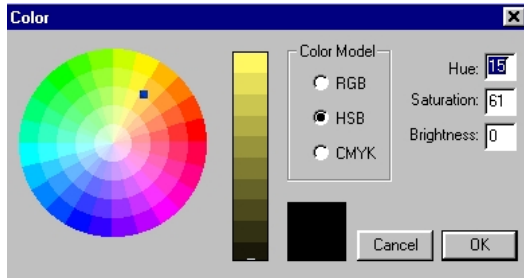 Color
Color Model
RGB
HSB
CMYK
Hue: 15
Saturation: 61
Brightness: 0
Cancel
OK